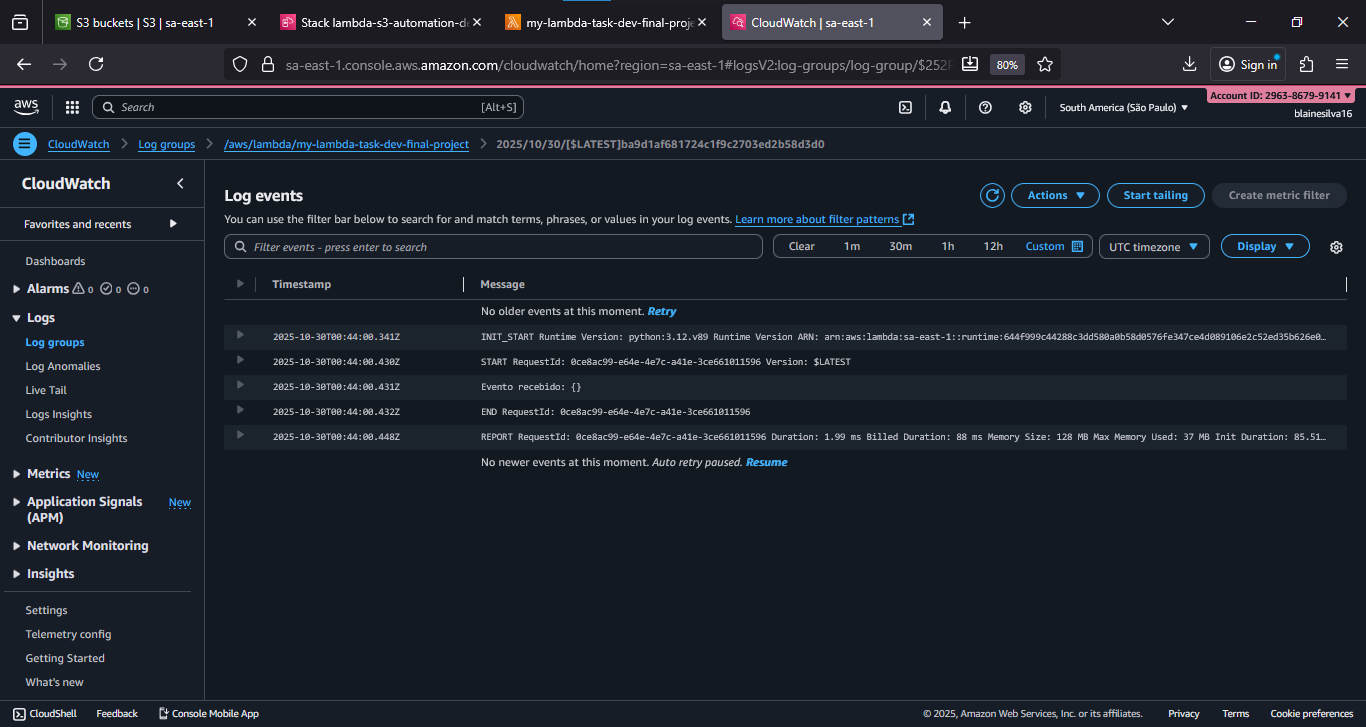 S3 buckets | S3 | sa-east-1
Stack lambda-s3-automation-d
my-lambda-task-dev-final-proj
CloudWatch | sa-east-1
sa-east-1.console.aws.amazon.com/cloudwatch/home?region=sa-east-1#logsV2:log-groups/log-group/$252F
80%
Sign in
aws
Search
[Alt+S]
South America (São Paulo)
Account ID: 2963-8679-9141
blainesilva16
CloudWatch
Log groups
/aws/lambda/my-lambda-task-dev-final-project
2025/10/30/[$LATEST]ba9d1af681724c1f9c2703ed2b58d3d0
CloudWatch
Favorites and recents
Dashboards
Alarms 0 0 0
Logs
Log groups
Log Anomalies
Live Tail
Logs Insights
Contributor Insights
Metrics New
Application Signals (APM) New
Network Monitoring
Insights
Settings
Telemetry config
Getting Started
What's new
Log events
Actions
Start tailing
Create metric filter
You can use the filter bar below to search for and match terms, phrases, or values in your log events. Learn more about filter patterns
Filter events - press enter to search
Clear 1m 30m 1h 12h Custom
UTC timezone
Display
Timestamp Message
No older events at this moment. Retry
2025-10-30T00:44:00.341Z INIT_START Runtime Version: python:3.12.v89 Runtime Version ARN: arn:aws:lambda:sa-east-1::runtime:644f999c44288c3dd580a0b58d0576fe347ce4d089106e2c52ed35b626e0…
2025-10-30T00:44:00.430Z START RequestId: 0ce8ac99-e64e-4e7c-a41e-3ce661011596 Version: $LATEST
2025-10-30T00:44:00.431Z Evento recebido: {}
2025-10-30T00:44:00.432Z END RequestId: 0ce8ac99-e64e-4e7c-a41e-3ce661011596
2025-10-30T00:44:00.448Z REPORT RequestId: 0ce8ac99-e64e-4e7c-a41e-3ce661011596 Duration: 1.99 ms Billed Duration: 88 ms Memory Size: 128 MB Max Memory Used: 37 MB Init Duration: 85.51…
No newer events at this moment. Auto retry paused. Resume
CloudShell
Feedback
Console Mobile App
© 2025, Amazon Web Services, Inc. or its affiliates.
Privacy
Terms
Cookie preferences